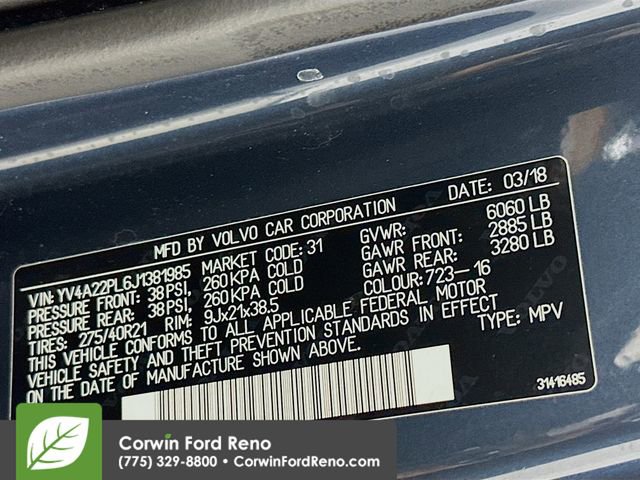 MFD BY VOLVO CAR CORPORATION DATE: 03/18
VIN: YV4A22PL6J1381985 MARKET CODE: 31 GVWR: 6060 LB
PRESSURE FRONT: 38 PSI, 260 KPA COLD GAWR FRONT: 2885 LB
PRESSURE REAR: 38 PSI, 260 KPA COLD GAWR REAR: 3280 LB
TIRES: 275/40R21 RIM: 9Jx21x38.5 COLOUR: 723-16
THIS VEHICLE CONFORMS TO ALL APPLICABLE FEDERAL MOTOR
VEHICLE SAFETY AND THEFT PREVENTION STANDARDS IN EFFECT
ON THE DATE OF MANUFACTURE SHOWN ABOVE. TYPE: MPV
31416485
Corwin Ford Reno
(775) 329-8800 • CorwinFordReno.com